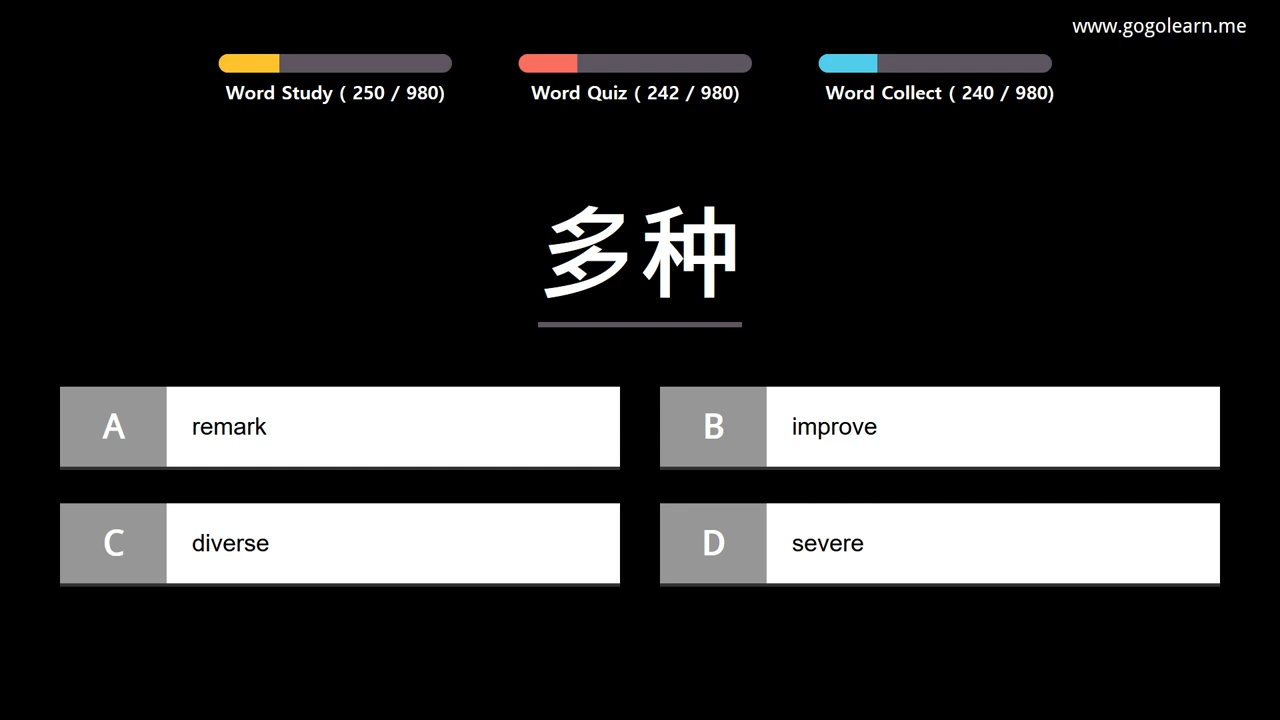 www.gogolearn.me
Word Study ( 250 / 980)
Word Quiz ( 242 / 980)
Word Collect ( 240 / 980)
多种
A remark
B improve
C diverse
D severe